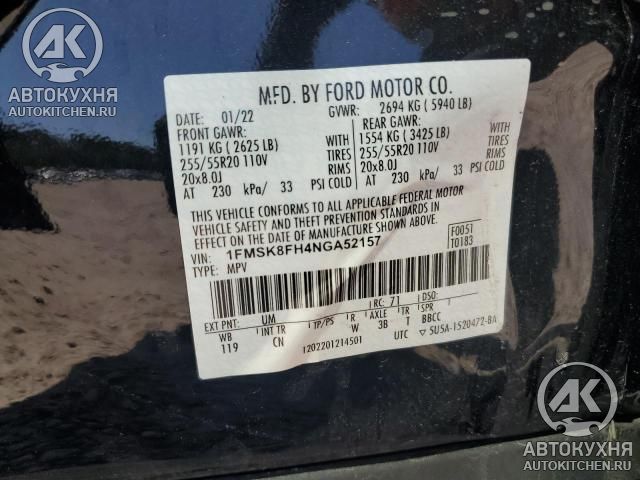 AK
АВТОКУХНЯ
AUTOKITCHEN.RU
MFD. BY FORD MOTOR CO.
DATE: 01/22 GVWR: 2694 KG ( 5940 LB)
FRONT GAWR: REAR GAWR:
1191 KG ( 2625 LB) WITH 1554 KG ( 3425 LB) WITH
255/55R20 110V TIRES 255/55R20 110V TIRES
20x8.0J RIMS 20x8.0J RIMS
AT 230 kPa/ 33 PSI COLD AT 230 kPa/ 33 PSI COLD
THIS VEHICLE CONFORMS TO ALL APPLICABLE FEDERAL MOTOR
VEHICLE SAFETY AND THEFT PREVENTION STANDARDS IN
EFFECT ON THE DATE OF MANUFACTURE SHOWN ABOVE.
VIN: 1FMSK8FH4NGA52157 F0051
TYPE: MPV T0183
EXT PNT: UM RC: 71 DSO:
WB INT TR TP/PS R AXLE TR SPR
119 CN W 3B T BBCC
1202201214501 UTC ▽ SU5A-1520472-BA
AK
АВТОКУХНЯ
AUTOKITCHEN.RU